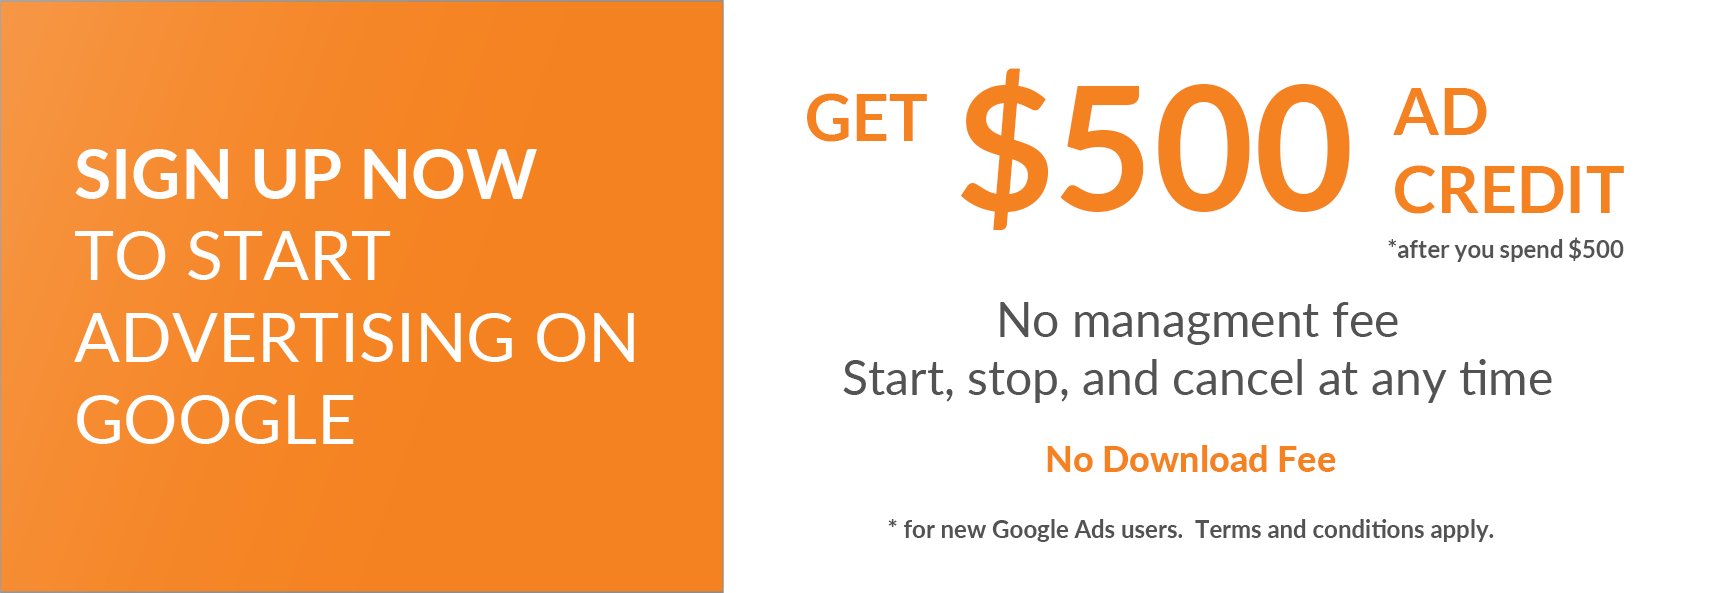 SIGN UP NOW
TO START
ADVERTISING ON
GOOGLE
GET $500 AD
CREDIT
*after you spend $500
No managment fee
Start, stop, and cancel at any time
No Download Fee
* for new Google Ads users.  Terms and conditions apply.